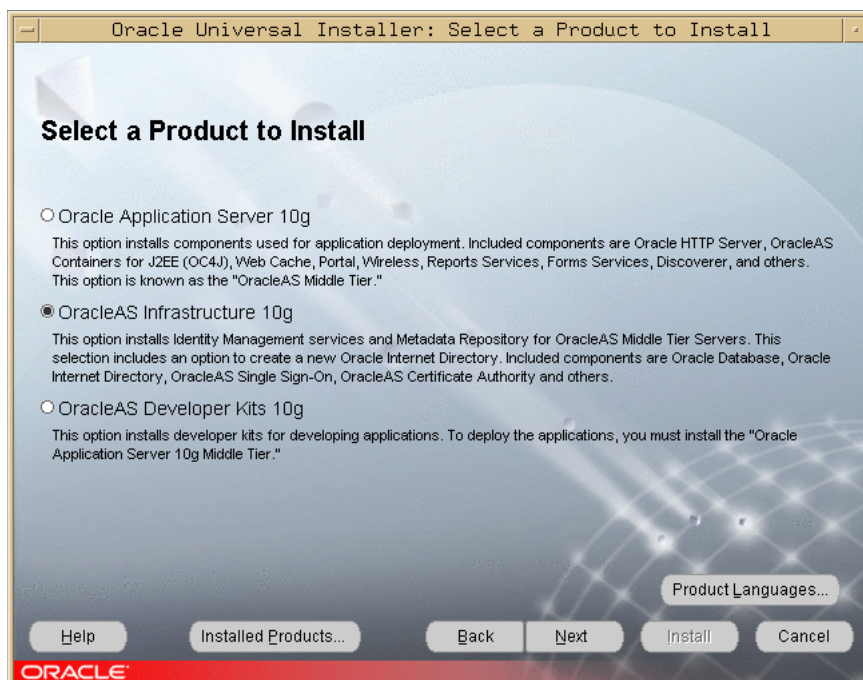 Oracle Universal Installer: Select a Product to Install
Select a Product to Install
Oracle Application Server 10g
This option installs components used for application deployment. Included components are Oracle HTTP Server, OracleAS
Containers for J2EE (OC4J), Web Cache, Portal, Wireless, Reports Services, Forms Services, Discoverer, and others.
This option is known as the "OracleAS Middle Tier."
OracleAS Infrastructure 10g
This option installs Identity Management services and Metadata Repository for OracleAS Middle Tier Servers. This
selection includes an option to create a new Oracle Internet Directory. Included components are Oracle Database, Oracle
Internet Directory, OracleAS Single Sign-On, OracleAS Certificate Authority and others.
OracleAS Developer Kits 10g
This option installs developer kits for developing applications. To deploy the applications, you must install the "Oracle
Application Server 10g Middle Tier."
Product Languages...
Help Installed Products... Back Next Install Cancel
ORACLE